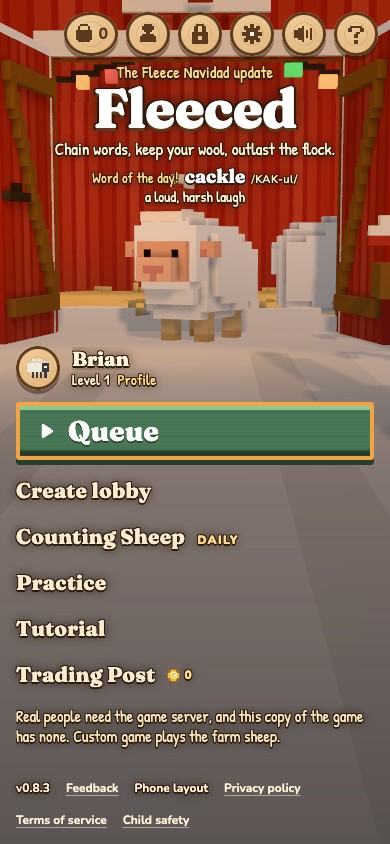 0
The Fleece Navidad update
Fleeced
Chain words, keep your wool, outlast the flock.
Word of the day! cackle /KAK-ul/
a loud, harsh laugh
Brian
Level 1 Profile
Queue
Create lobby
Counting Sheep DAILY
Practice
Tutorial
Trading Post 0
Real people need the game server, and this copy of the game
has none. Custom game plays the farm sheep.
v0.8.3 Feedback Phone layout Privacy policy
Terms of service Child safety